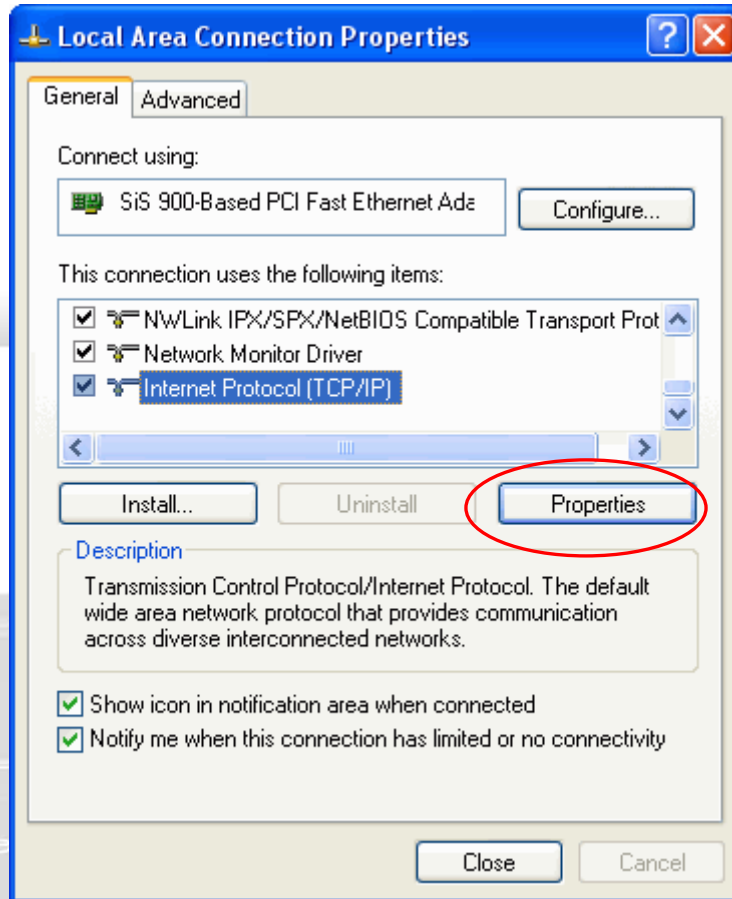 Local Area Connection Properties
General
Advanced
Connect using:
SiS 900-Based PCI Fast Ethernet Ada
Configure...
This connection uses the following items:
NWLink IPX/SPX/NetBIOS Compatible Transport Prot
Network Monitor Driver
Internet Protocol (TCP/IP)
Install...
Uninstall
Properties
Description
Transmission Control Protocol/Internet Protocol. The default
wide area network protocol that provides communication
across diverse interconnected networks.
Show icon in notification area when connected
Notify me when this connection has limited or no connectivity
Close
Cancel